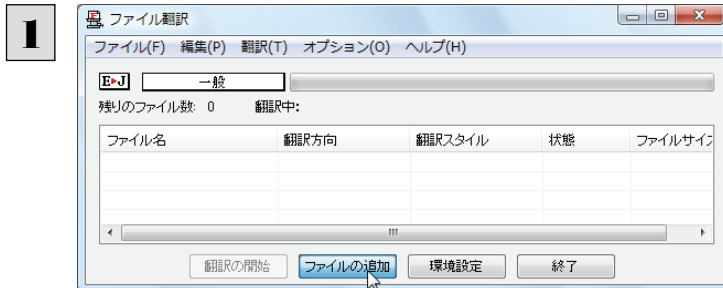 1
ファイル翻訳
ファイル(F) 編集(P) 翻訳(T) オプション(O) ヘルプ(H)
E▸J 一般
残りのファイル数: 0 翻訳中:
ファイル名 翻訳方向 翻訳スタイル 状態 ファイルサイズ
翻訳の開始 ファイルの追加 環境設定 終了